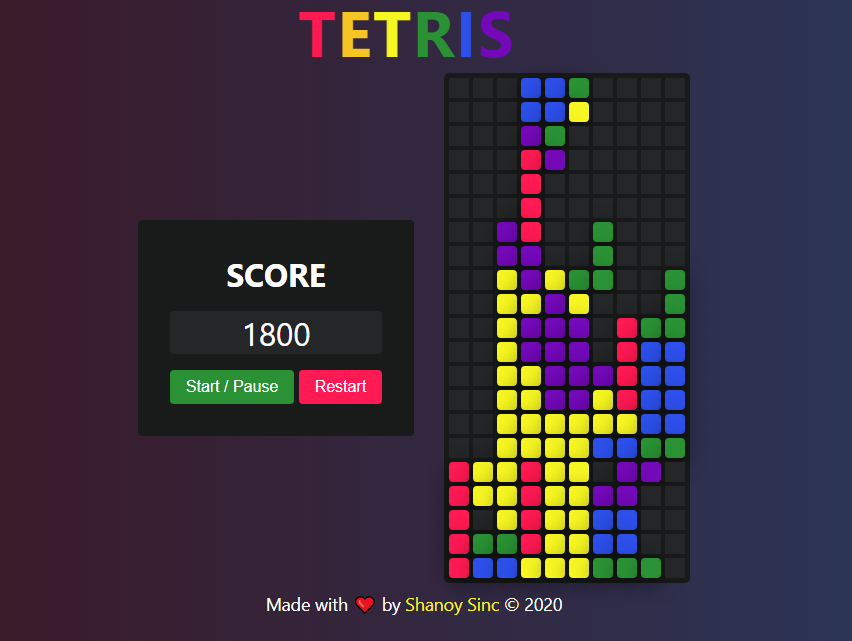 TETRIS
SCORE
1800
Start / Pause
Restart
Made with ❤️ by Shanoy Sinc © 2020